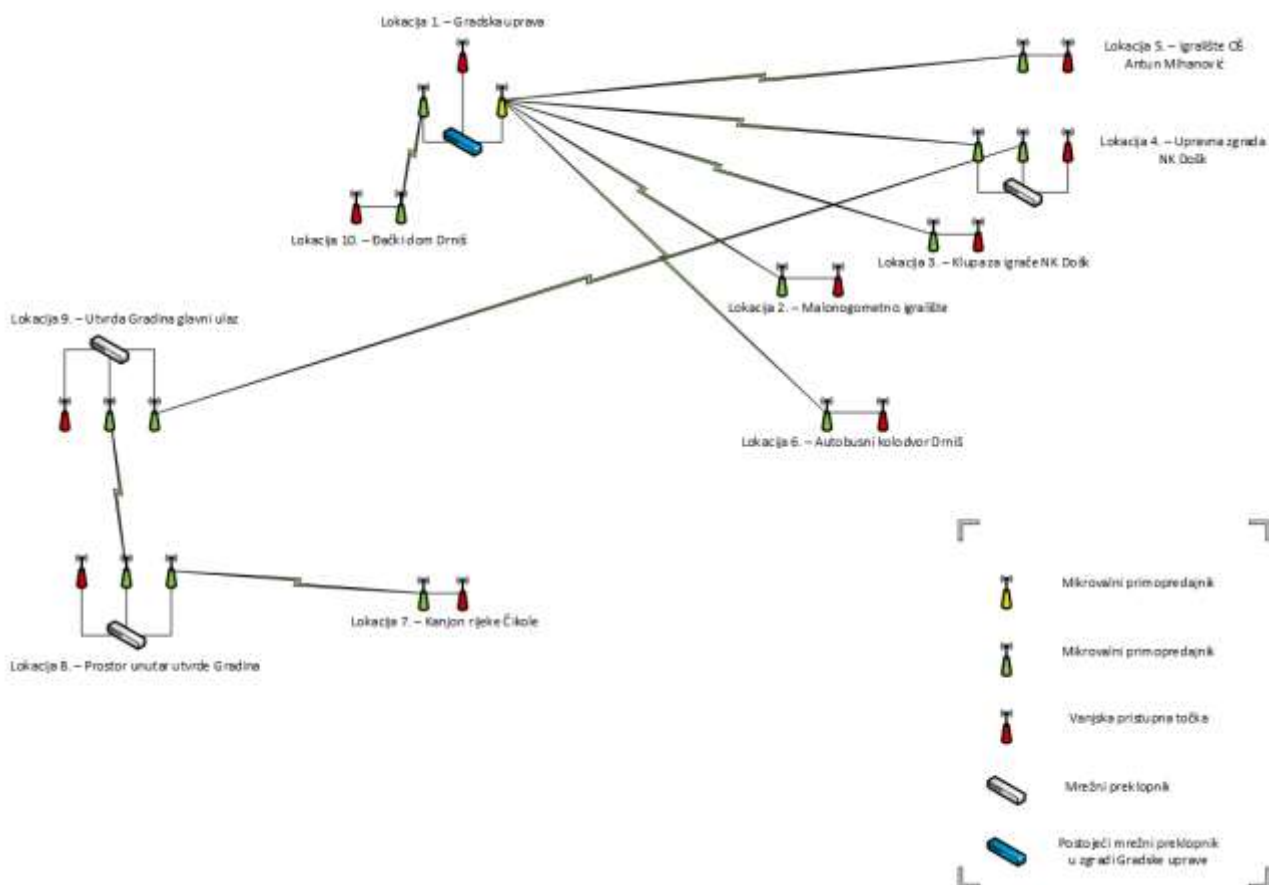 Lokacija 1. – Gradska uprava
Lokacija 5. – Igralište OŠ
Antun Mihanović
Lokacija 4. – Upravna zgrada
NK Došk
Lokacija 10. – Đački dom Drniš
Lokacija 3. – Klupa za igrače NK Došk
Lokacija 2. – Malonogometno igralište
Lokacija 9. – Utvrda Gradina glavni ulaz
Lokacija 6. – Autobusni kolodvor Drniš
Lokacija 7. – Kanjon rijeke Čikole
Lokacija 8. – Prostor unutar utvrde Gradina
Mikrovalni primopredajnik
Mikrovalni primopredajnik
Vanjska pristupna točka
Mrežni preklopnik
Postojeći mrežni preklopnik
u zgradi Gradske uprave